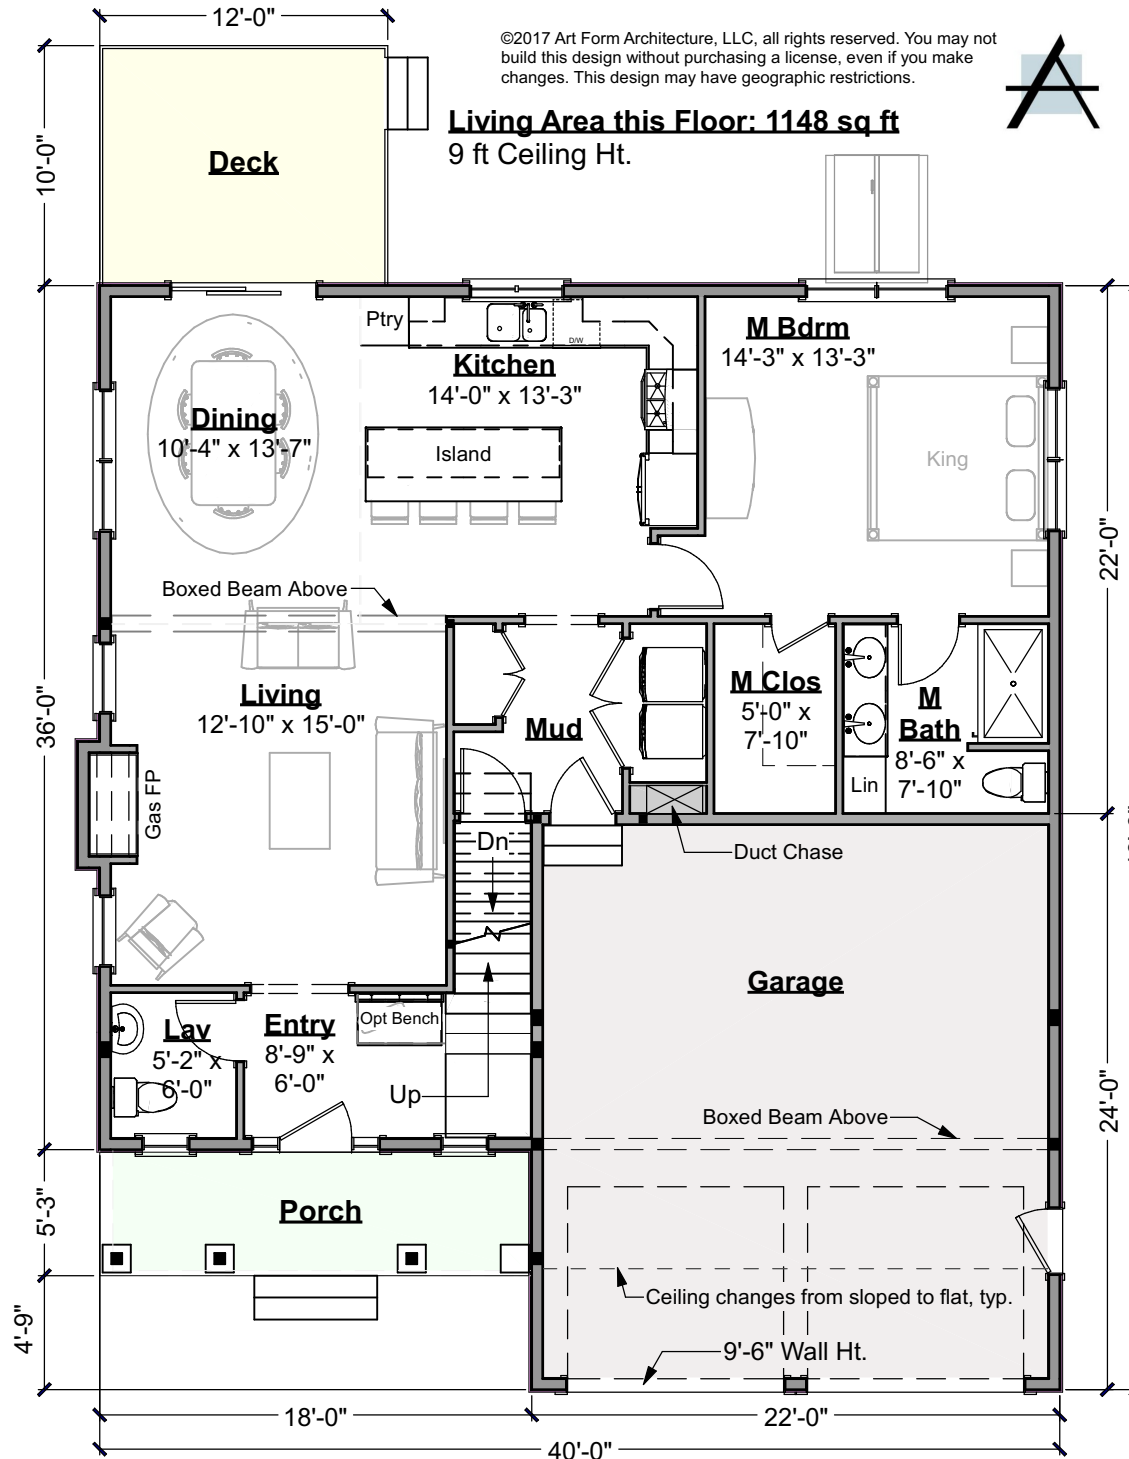 12'-0"
©2017 Art Form Architecture, LLC, all rights reserved. You may not
build this design without purchasing a license, even if you make
changes. This design may have geographic restrictions.
Living Area this Floor: 1148 sq ft
9 ft Ceiling Ht.
10'-0"
Deck
Ptry
D/W
Kitchen
14'-0" x 13'-3"
M Bdrm
14'-3" x 13'-3"
Dining
10'-4" x 13'-7"
Island
King
22'-0"
Boxed Beam Above
36'-0"
Living
12'-10" x 15'-0"
Mud
M Clos
5'-0" x
7'-10"
M
Bath
8'-6" x
7'-10"
Lin
Gas FP
Dn
Duct Chase
Garage
Lav
5'-2" x
6'-0"
Entry
8'-9" x
6'-0"
Opt Bench
Up
Boxed Beam Above
24'-0"
5'-3"
Porch
Ceiling changes from sloped to flat, typ.
4'-9"
9'-6" Wall Ht.
18'-0"
22'-0"
40'-0"